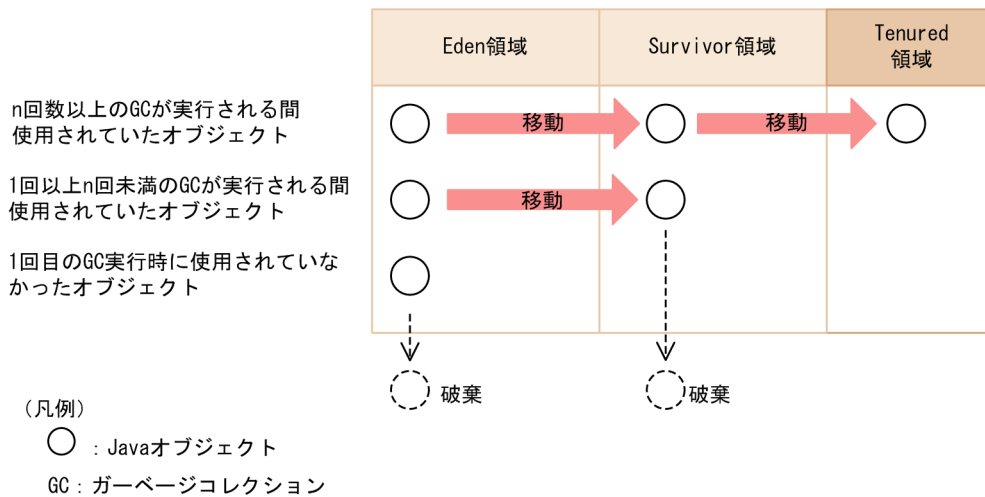 Eden領域
Survivor領域
Tenured
領域
n回数以上のGCが実行される間
使用されていたオブジェクト
移動
移動
1回以上n回未満のGCが実行される間
使用されていたオブジェクト
移動
1回目のGC実行時に使用されていな
かったオブジェクト
破棄
破棄
(凡例)
:Javaオブジェクト
GC:ガーベージコレクション